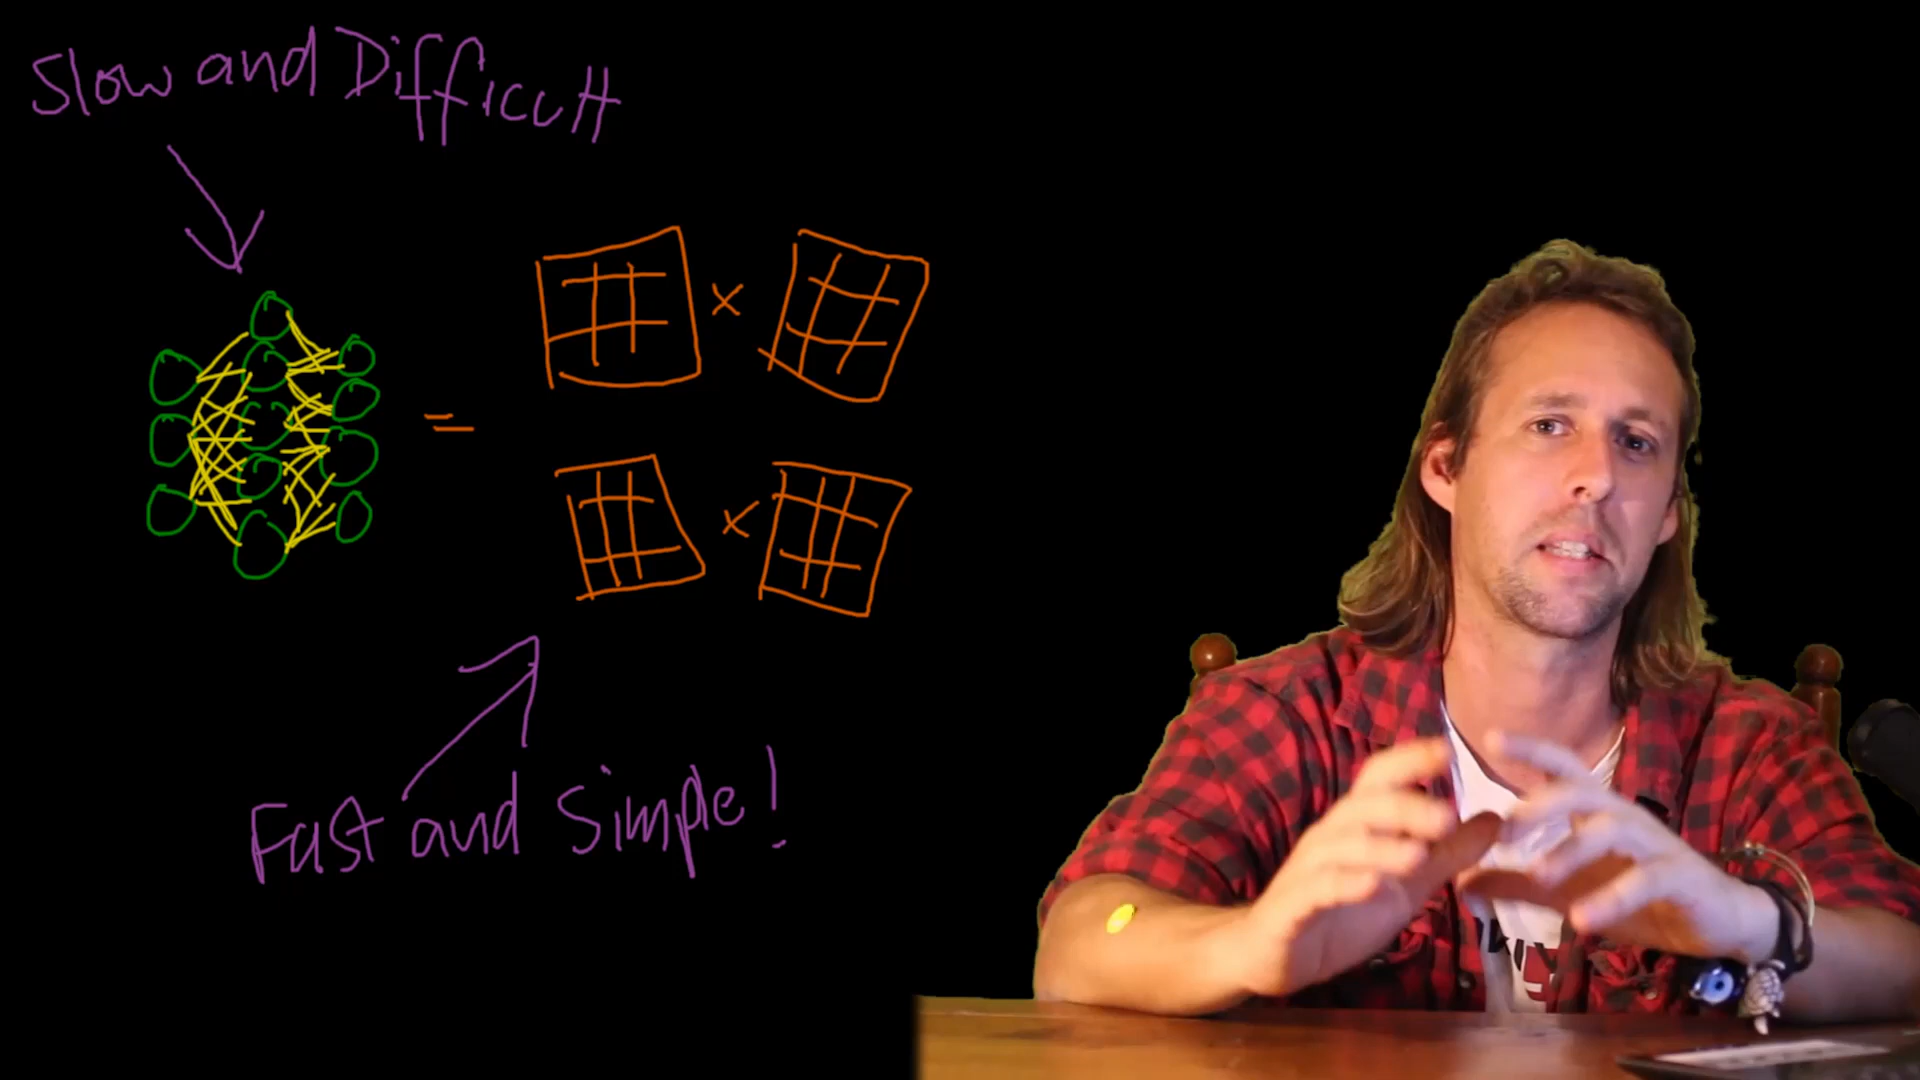 Slow and Difficult
=
x
x
Fast and Simple!